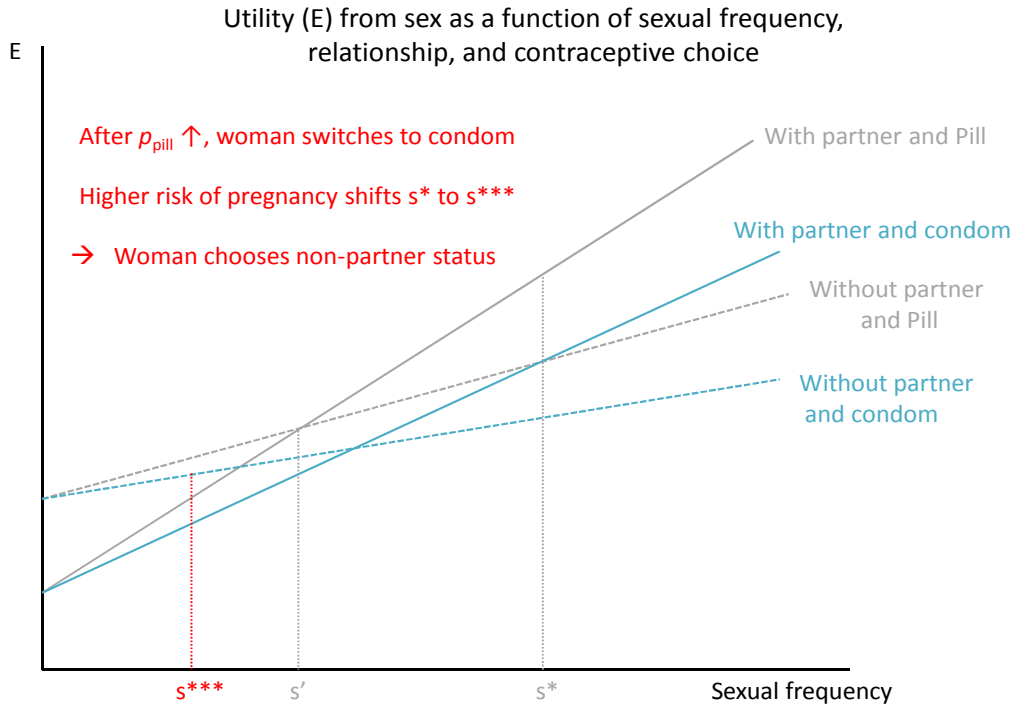 Utility (E) from sex as a function of sexual frequency,
relationship, and contraceptive choice
E
After p_pill ↑, woman switches to condom
Higher risk of pregnancy shifts s* to s***
→ Woman chooses non-partner status
With partner and Pill
With partner and condom
Without partner
and Pill
Without partner
and condom
s***
s’
s*
Sexual frequency